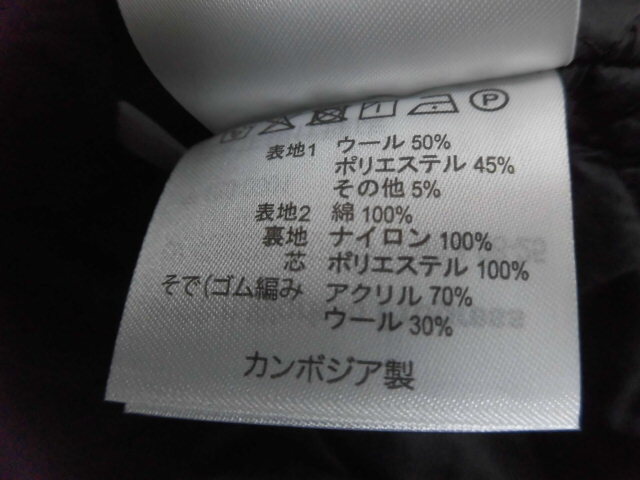 表地1 ウール 50%
ポリエステル 45%
その他 5%
表地2 綿 100%
裏地 ナイロン 100%
芯 ポリエステル 100%
そで(ゴム編み アクリル 70%
ウール 30%
カンボジア製